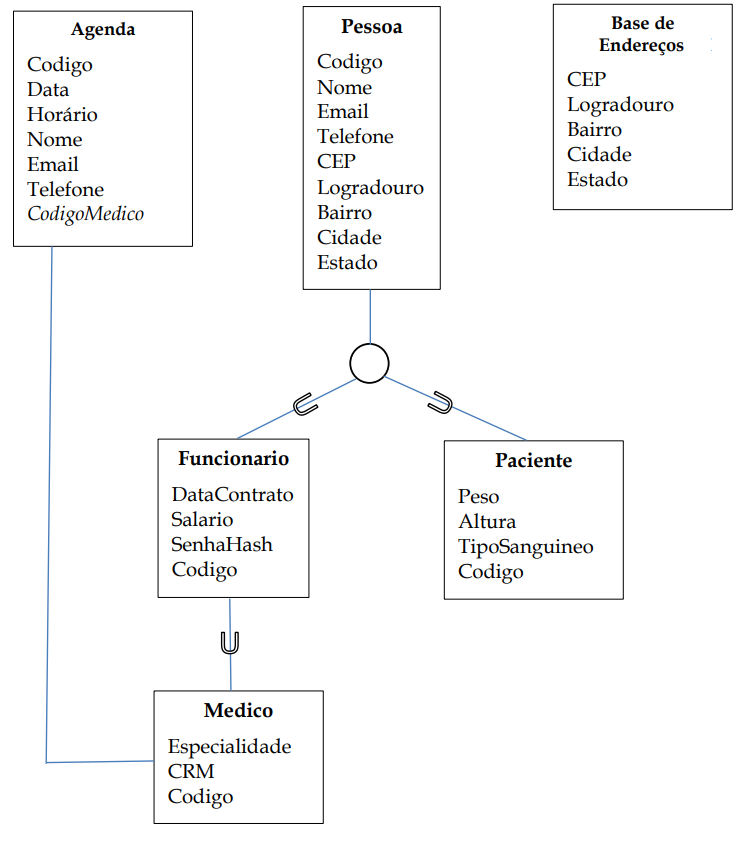 Agenda
Codigo
Data
Horário
Nome
Email
Telefone
CodigoMedico
Pessoa
Codigo
Nome
Email
Telefone
CEP
Logradouro
Bairro
Cidade
Estado
Base de
Endereços
CEP
Logradouro
Bairro
Cidade
Estado
Funcionario
DataContrato
Salario
SenhaHash
Codigo
Paciente
Peso
Altura
TipoSanguineo
Codigo
Medico
Especialidade
CRM
Codigo